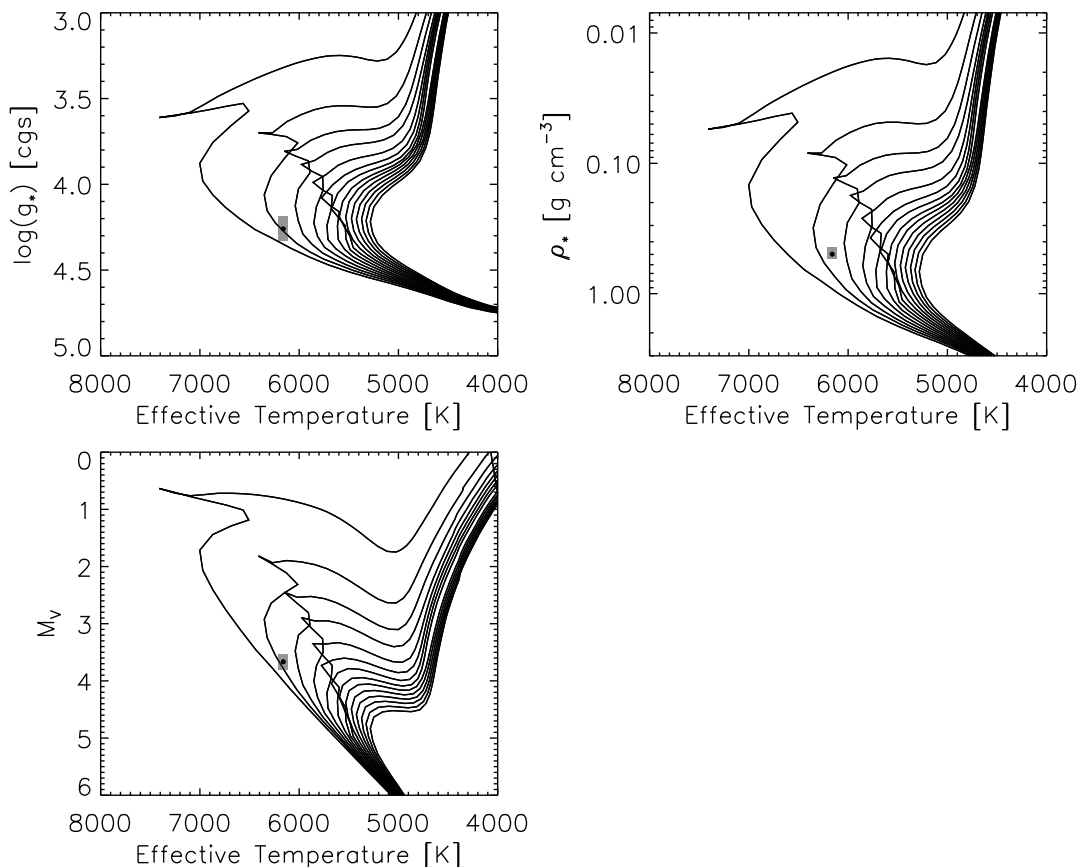 3.0
3.5
4.0
4.5
5.0
log(g*) [cgs]
8000 7000 6000 5000 4000
Effective Temperature [K]
0.01
0.10
1.00
ρ* [g cm⁻³]
8000 7000 6000 5000 4000
Effective Temperature [K]
0
1
2
3
4
5
6
Mv
8000 7000 6000 5000 4000
Effective Temperature [K]